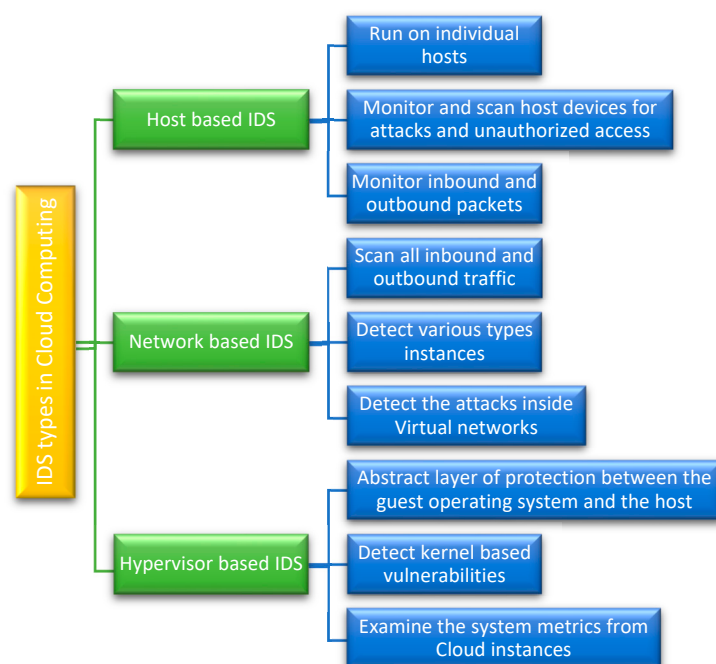 IDS types in Cloud Computing
Host based IDS
Run on individual
hosts
Monitor and scan host devices for
attacks and unauthorized access
Monitor inbound and
outbound packets
Network based IDS
Scan all inbound and
outbound traffic
Detect various types
instances
Detect the attacks inside
Virtual networks
Hypervisor based IDS
Abstract layer of protection between the
guest operating system and the host
Detect kernel based
vulnerabilities
Examine the system metrics from
Cloud instances